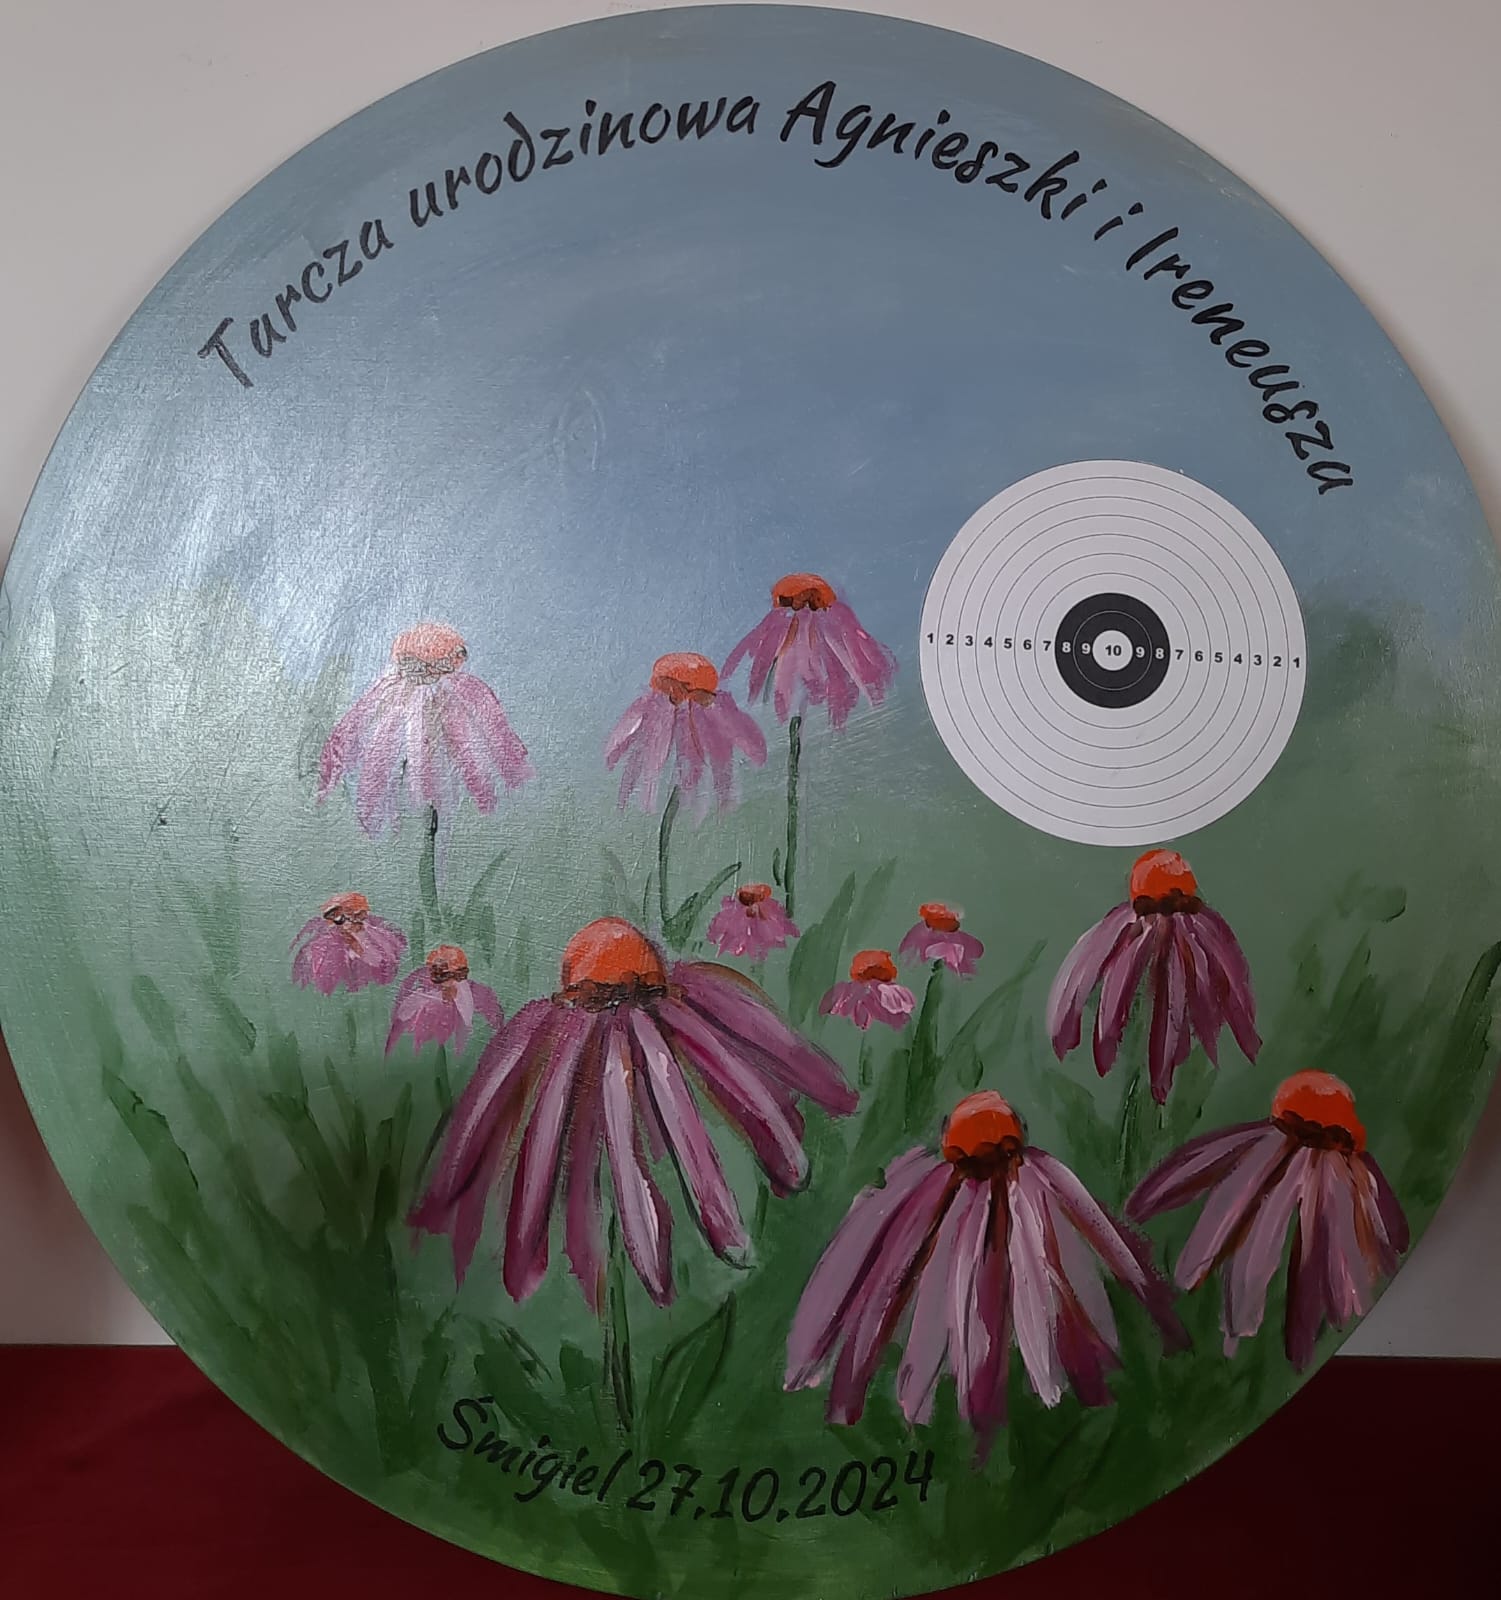 Tarcza urodzinowa Agnieszki i Ireneusza
1 2 3 4 5 6 7 8 9 10 9 8 7 6 5 4 3 2 1
Śmigiel 27.10.2024